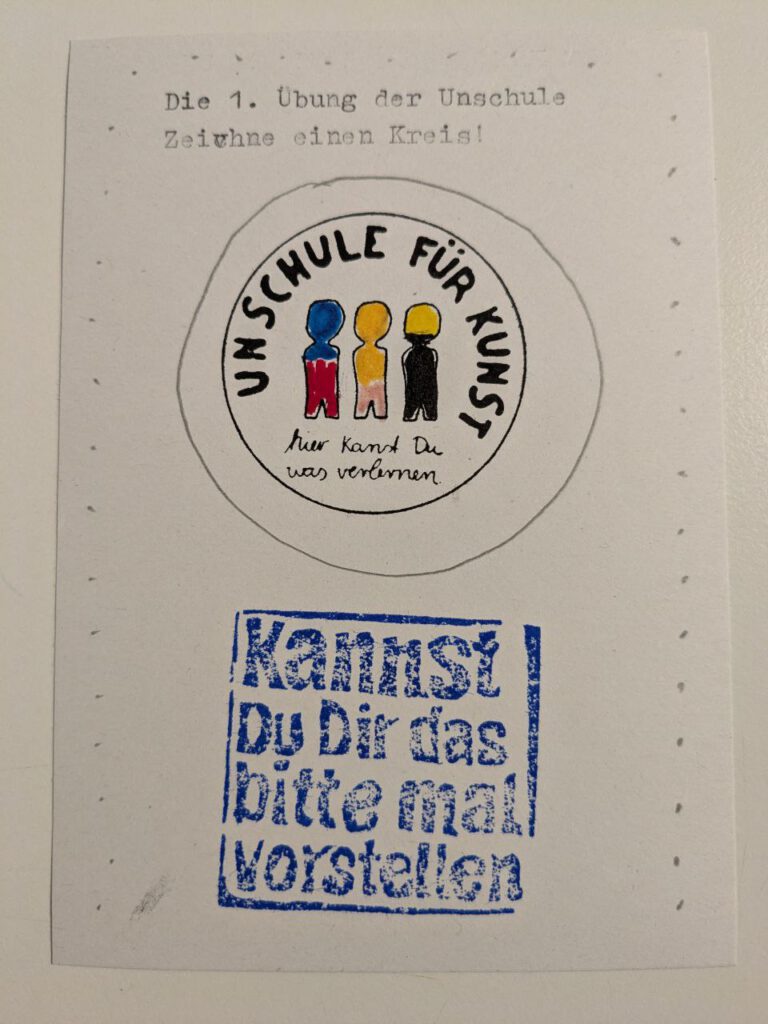 Die 1. Übung der Unschule
Zeichne einen Kreis!
UNSCHULE FÜR KUNST
hier kanst Du
was verlernen.
Kannst
Du Dir das
bitte mal
vorstellen